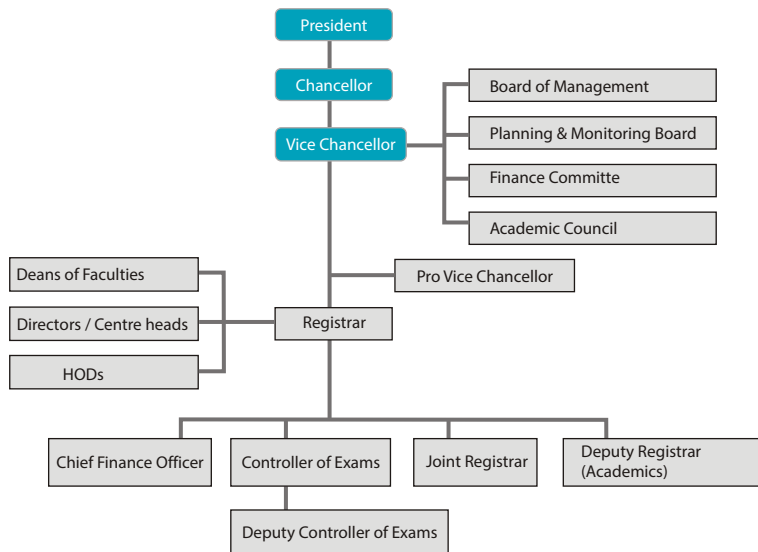 President
Chancellor
Vice Chancellor
Board of Management
Planning & Monitoring Board
Finance Committe
Academic Council
Pro Vice Chancellor
Deans of Faculties
Directors / Centre heads
HODs
Registrar
Chief Finance Officer
Controller of Exams
Joint Registrar
Deputy Registrar
(Academics)
Deputy Controller of Exams